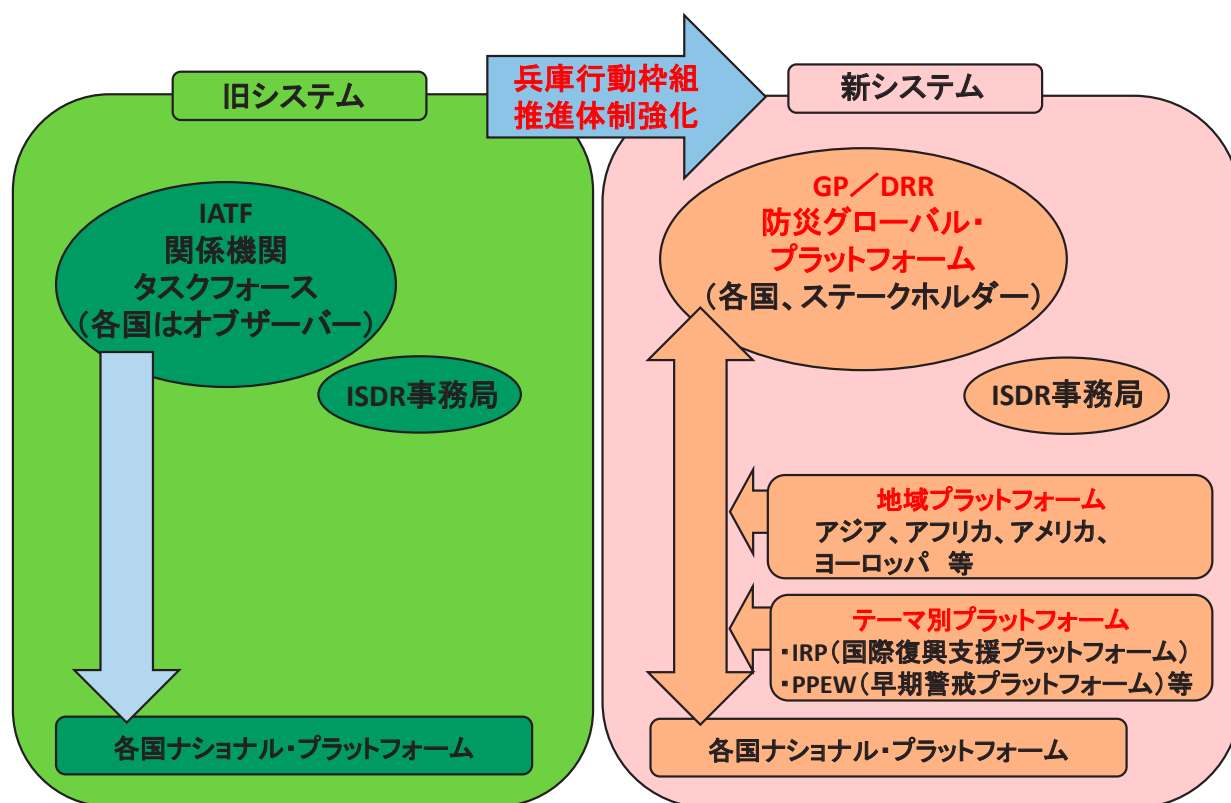 旧システム
兵庫行動枠組
推進体制強化
新システム
IATF
関係機関
タスクフォース
（各国はオブザーバー）
ISDR事務局
各国ナショナル・プラットフォーム
GP／DRR
防災グローバル・
プラットフォーム
（各国、ステークホルダー）
ISDR事務局
地域プラットフォーム
アジア、アフリカ、アメリカ、
ヨーロッパ　等
テーマ別プラットフォーム
・IRP（国際復興支援プラットフォーム）
・PPEW（早期警戒プラットフォーム）等
各国ナショナル・プラットフォーム